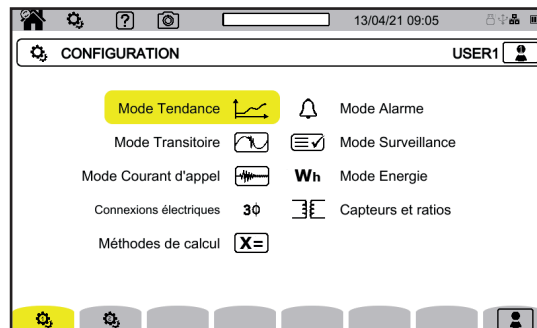 ? 13/04/21 09:05
CONFIGURATION USER1
Mode Tendance Mode Alarme
Mode Transitoire Mode Surveillance
Mode Courant d'appel Wh Mode Energie
Connexions électriques 3Φ Capteurs et ratios
Méthodes de calcul X=